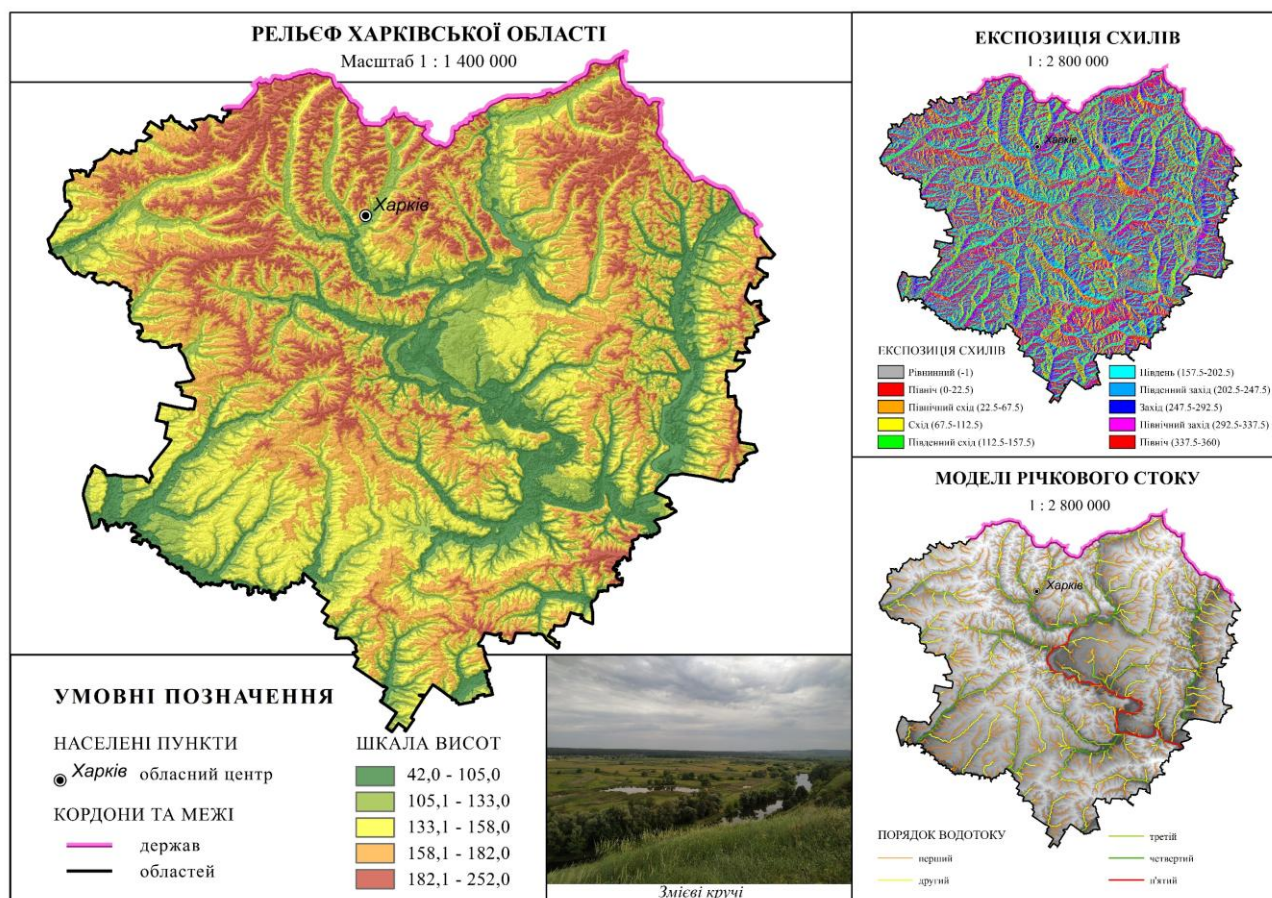 РЕЛЬЄФ ХАРКІВСЬКОЇ ОБЛАСТІ
Масштаб 1 : 1 400 000
Харків
УМОВНІ ПОЗНАЧЕННЯ
НАСЕЛЕНІ ПУНКТИ
Харків обласний центр
КОРДОНИ ТА МЕЖІ
держав
областей
ШКАЛА ВИСОТ
42,0 - 105,0
105,1 - 133,0
133,1 - 158,0
158,1 - 182,0
182,1 - 252,0
Змієві кручі
ЕКСПОЗИЦІЯ СХИЛІВ
1 : 2 800 000
Харків
ЕКСПОЗИЦІЯ СХИЛІВ
Рівнинний (-1)
Північ (0-22.5)
Північний схід (22.5-67.5)
Схід (67.5-112.5)
Південний схід (112.5-157.5)
Південь (157.5-202.5)
Південний захід (202.5-247.5)
Захід (247.5-292.5)
Північний захід (292.5-337.5)
Північ (337.5-360)
МОДЕЛІ РІЧКОВОГО СТОКУ
1 : 2 800 000
Харків
ПОРЯДОК ВОДОТОКУ
перший
другий
третій
четвертий
п'ятий